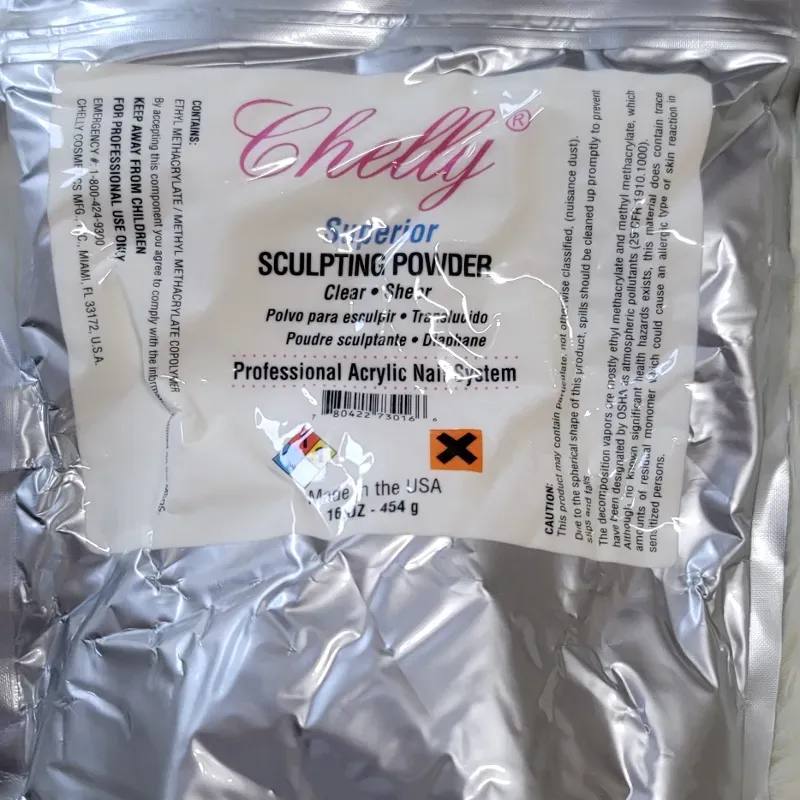 Chelly®
Superior
SCULPTING POWDER
Clear • Sheer
Polvo para esculpir • Translucido
Poudre sculptante • Diaphane
Professional Acrylic Nail System
7 80422 73016 6
Made in the USA
16 OZ - 454 g
CONTAINS:
ETHYL METHACRYLATE / METHYL METHACRYLATE COPOLYMER
By accepting this component you agree to comply with the
KEEP AWAY FROM CHILDREN
FOR PROFESSIONAL USE ONLY
EMERGENCY #: 1-800-424-9300
CHELLY COSMETICS MFG., MIAMI, FL 33172, U.S.A.
CAUTION:
This product may contain particulate, not otherwise classified, (nuisance dust).
Due to the spherical shape of this product, spills should be cleaned up promptly to prevent
slips and falls.
The decomposition vapors are mostly ethyl methacrylate and methyl methacrylate, which
have been designated by OSHA as atmospheric pollutants (29 CFR 1910.1000).
Although no known significant health hazards exists, this material does contain trace
amounts of residual monomer which could cause an allergic type of skin reaction in
sensitized persons.